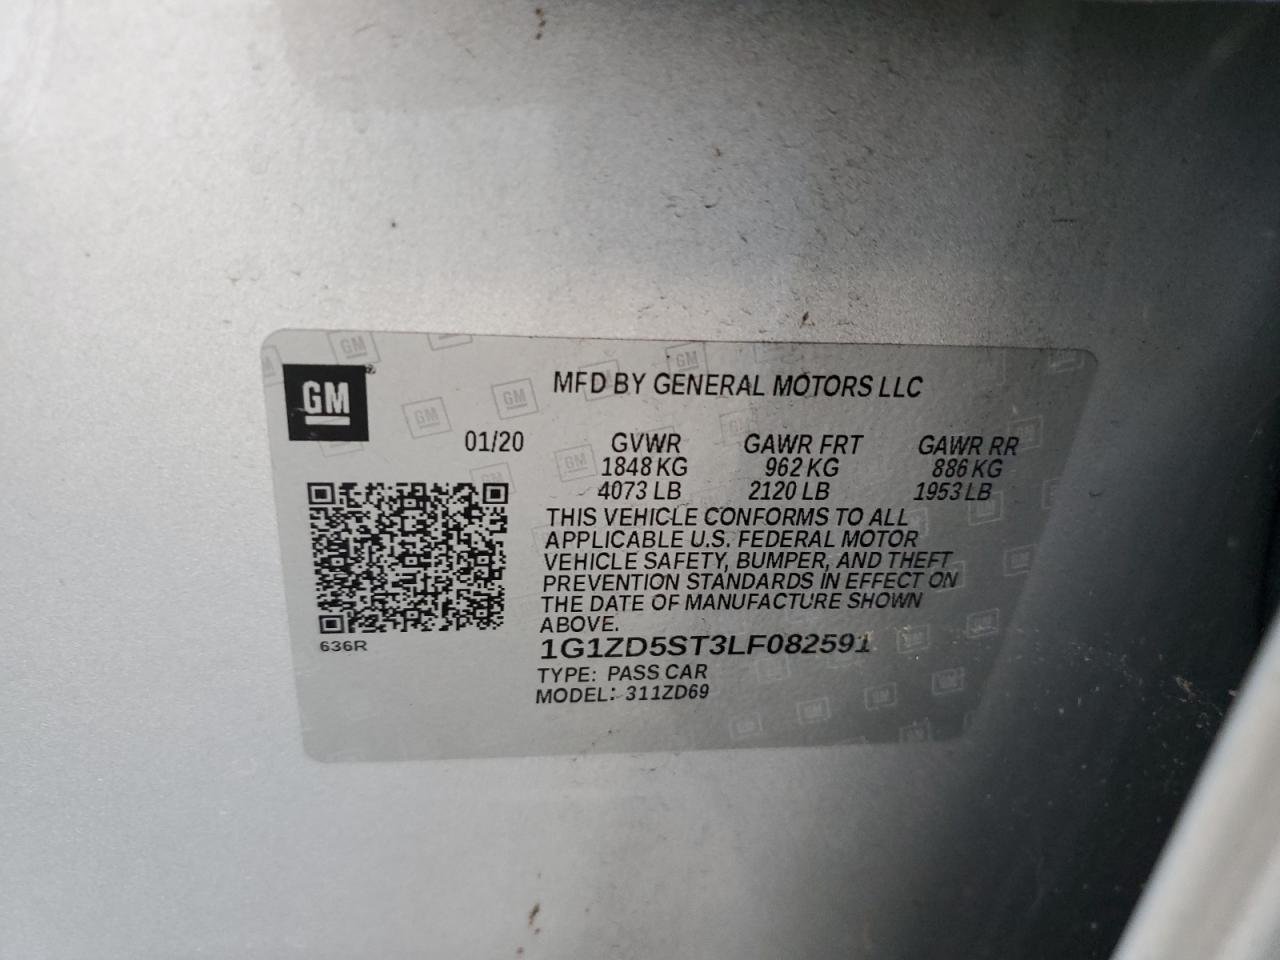 GM
MFD BY GENERAL MOTORS LLC
01/20 GVWR GAWR FRT GAWR RR
1848 KG 962 KG 886 KG
4073 LB 2120 LB 1953 LB
THIS VEHICLE CONFORMS TO ALL
APPLICABLE U.S. FEDERAL MOTOR
VEHICLE SAFETY, BUMPER, AND THEFT
PREVENTION STANDARDS IN EFFECT ON
THE DATE OF MANUFACTURE SHOWN
ABOVE.
636R
1G1ZD5ST3LF082591
TYPE: PASS CAR
MODEL: 311ZD69